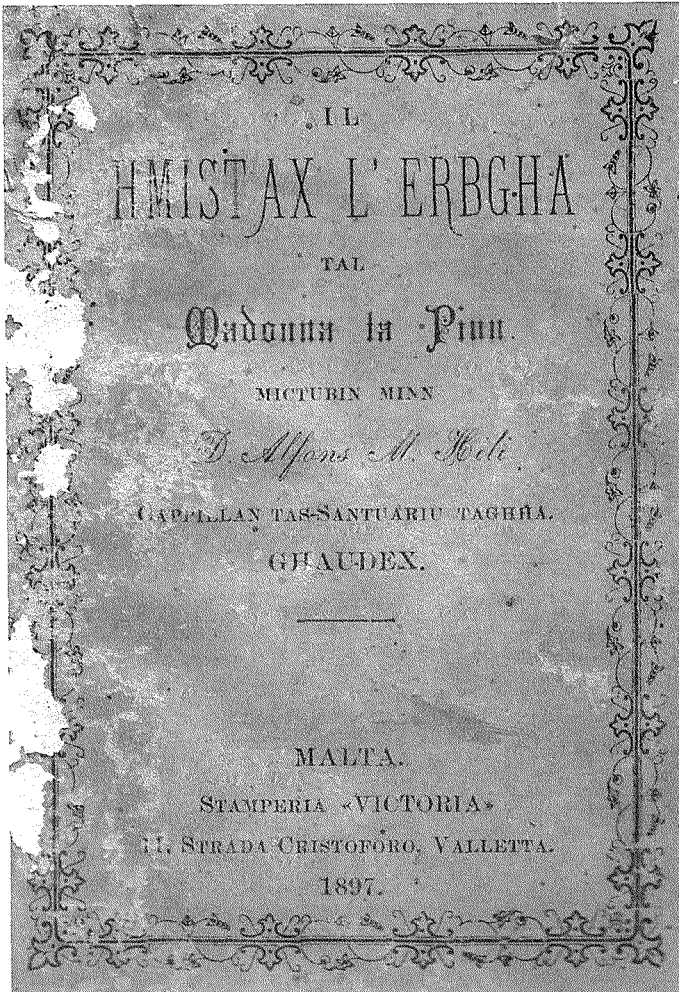 IL
HMISTAX L' ERBGHA
TAL
Madonna ta Pinu.
MICTUBIN MINN
D. Alfons M. Hili
CAPPILLAN TAS-SANTUARIU TAGHHA.
GHAUDEX.
MALTA.
STAMPERIA «VICTORIA»
11, STRADA CRISTOFORO, VALLETTA.
1897.